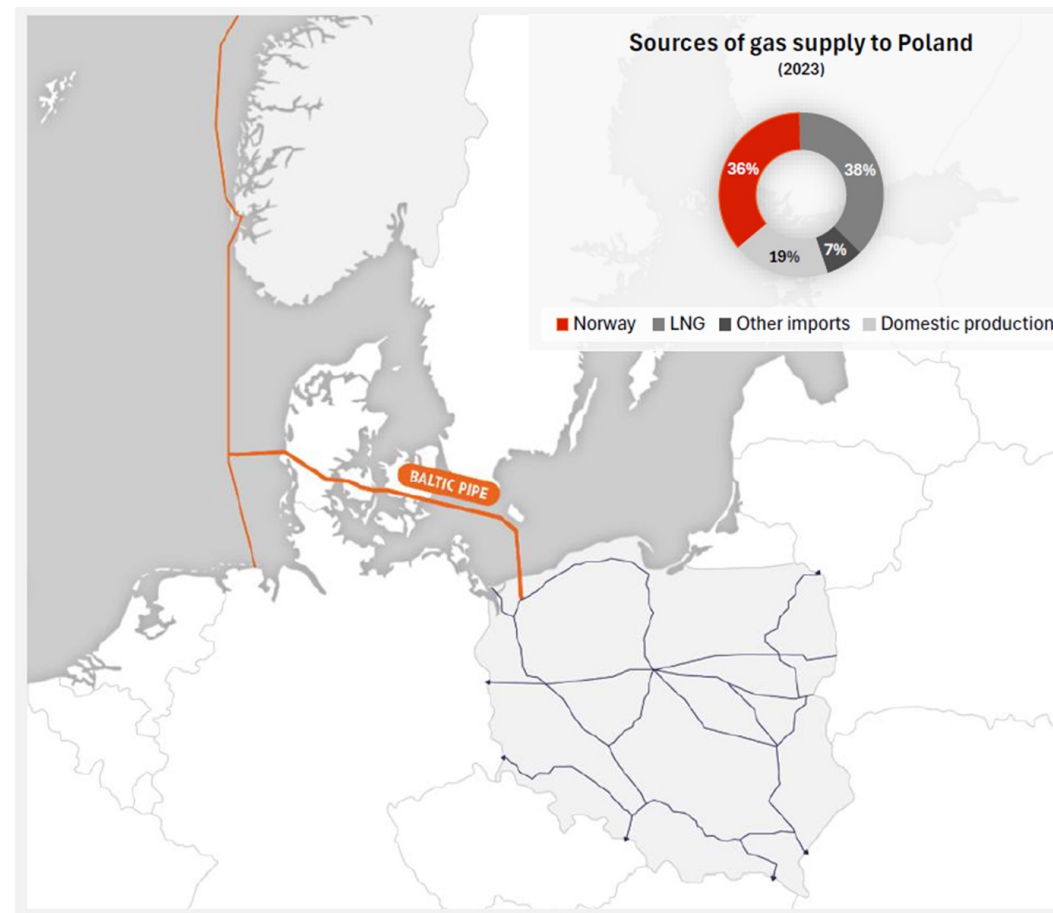 Sources of gas supply to Poland
(2023)
36%
38%
19%
7%
Norway LNG Other imports Domestic production
BALTIC PIPE